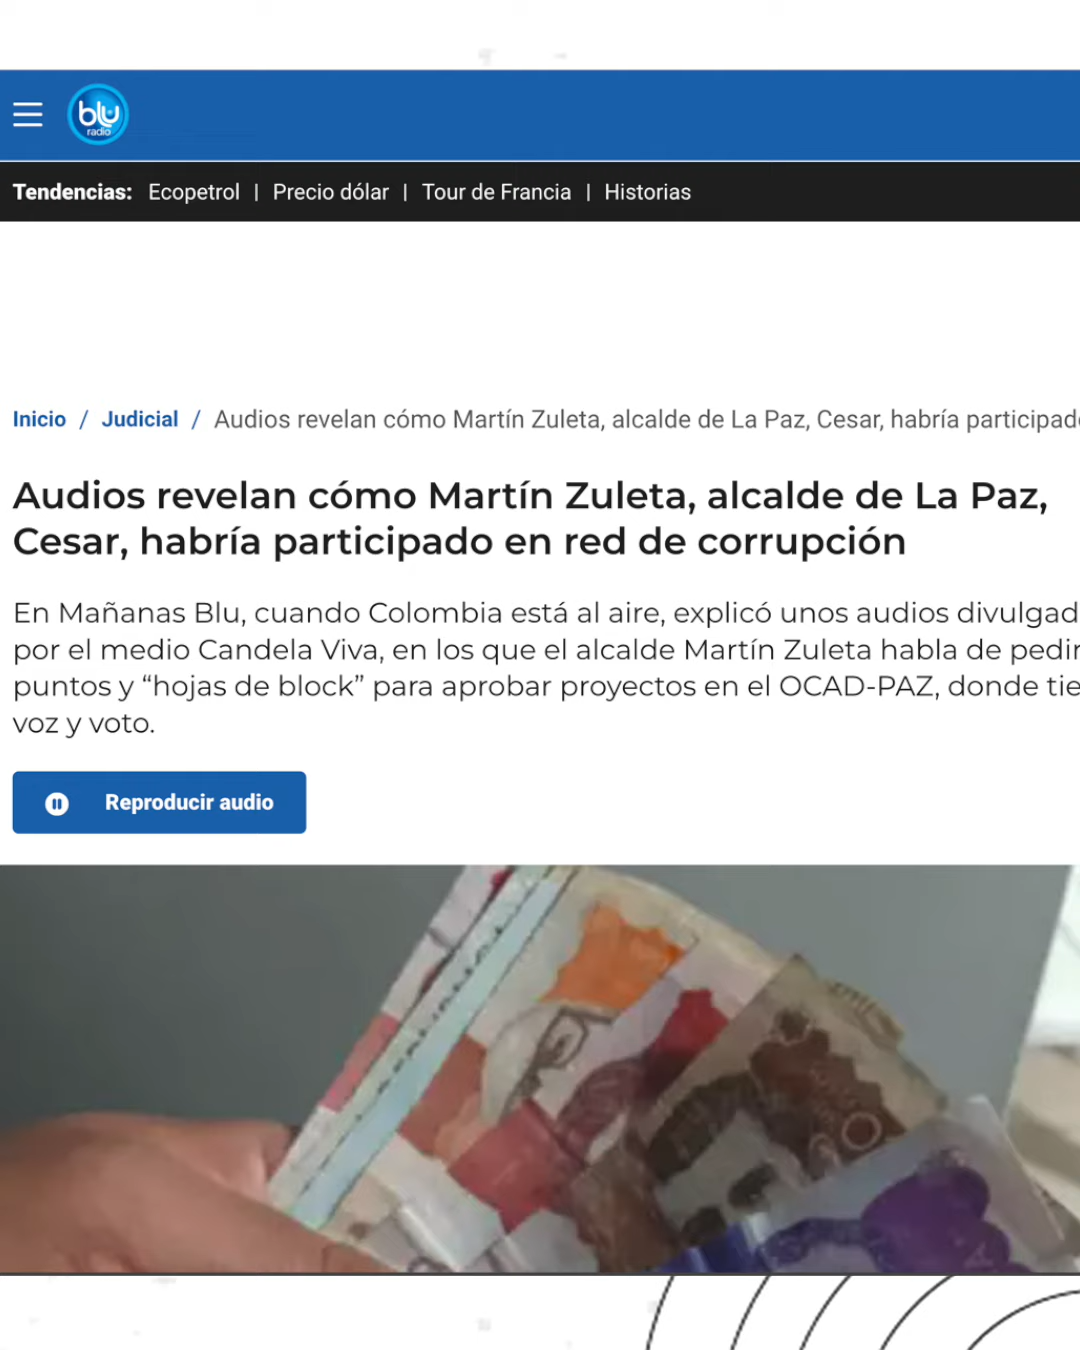 blu
radio
Tendencias: Ecopetrol | Precio dólar | Tour de Francia | Historias
Inicio / Judicial / Audios revelan cómo Martín Zuleta, alcalde de La Paz, Cesar, habría participad
Audios revelan cómo Martín Zuleta, alcalde de La Paz,
Cesar, habría participado en red de corrupción
En Mañanas Blu, cuando Colombia está al aire, explicó unos audios divulgad
por el medio Candela Viva, en los que el alcalde Martín Zuleta habla de pedir
puntos y “hojas de block” para aprobar proyectos en el OCAD-PAZ, donde tie
voz y voto.
Reproducir audio